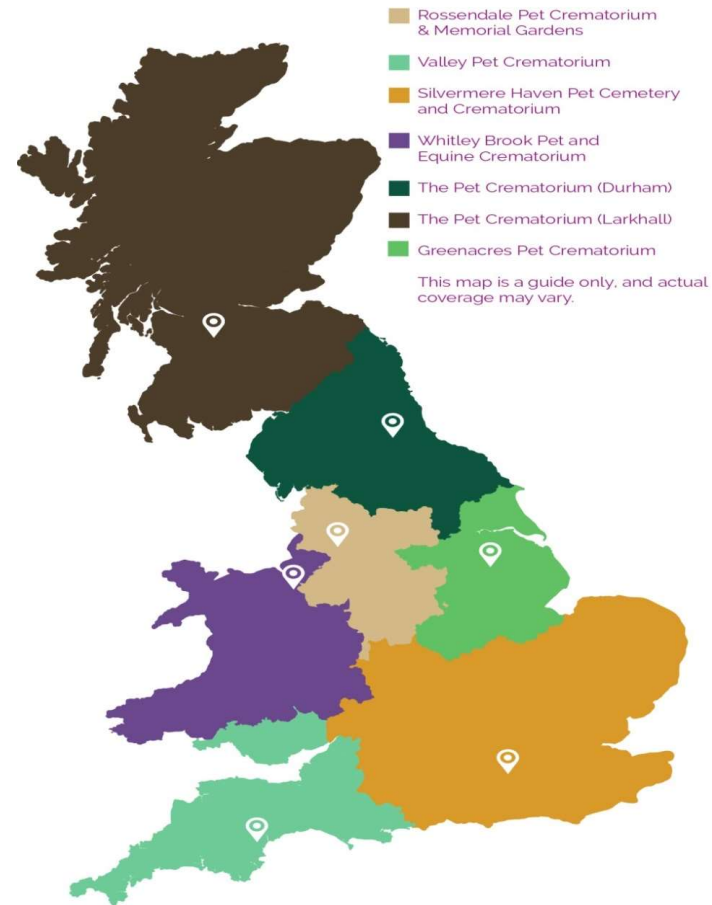 Rossendale Pet Crematorium
& Memorial Gardens
Valley Pet Crematorium
Silvermere Haven Pet Cemetery
and Crematorium
Whitley Brook Pet and
Equine Crematorium
The Pet Crematorium (Durham)
The Pet Crematorium (Larkhall)
Greenacres Pet Crematorium
This map is a guide only, and actual
coverage may vary.